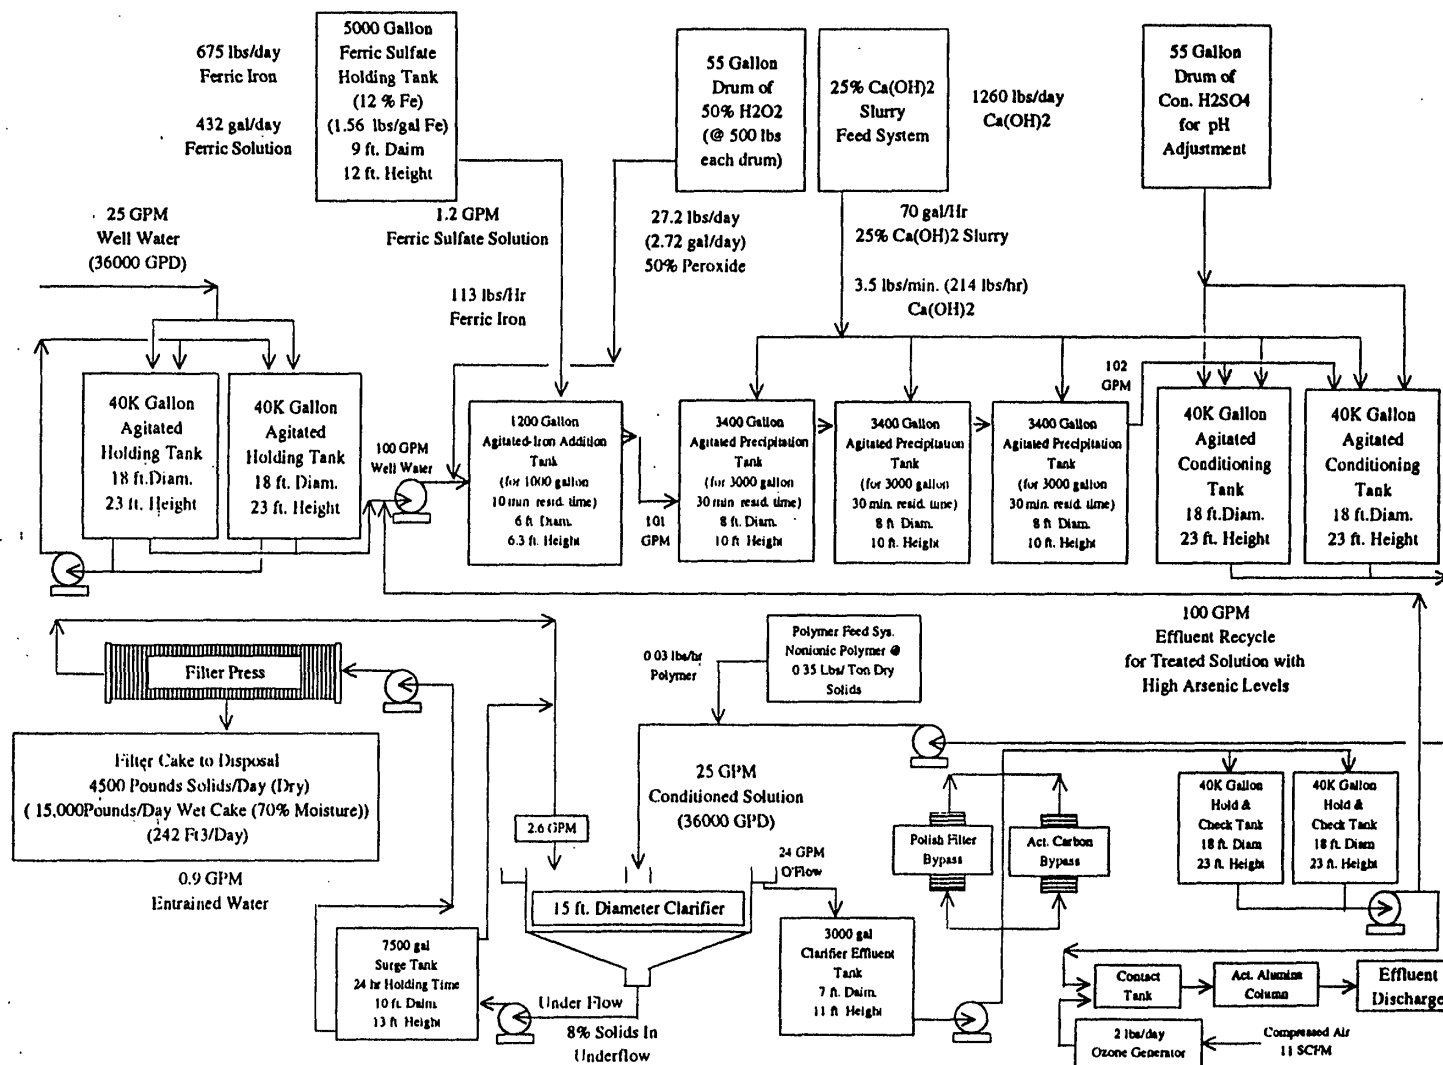 675 lbs/day
Ferric Iron
432 gal/day
Ferric Solution
5000 Gallon
Ferric Sulfate
Holding Tank
(12 % Fe)
(1.56 lbs/gal Fe)
9 ft. Daim
12 ft. Height
55 Gallon
Drum of
50% H2O2
(@ 500 lbs
each drum)
25% Ca(OH)2
Slurry
Feed System
1260 lbs/day
Ca(OH)2
55 Gallon
Drum of
Con. H2SO4
for pH
Adjustment
25 GPM
Well Water
(36000 GPD)
1.2 GPM
Ferric Sulfate Solution
27.2 lbs/day
(2.72 gal/day)
50% Peroxide
70 gal/Hr
25% Ca(OH)2 Slurry
3.5 lbs/min. (214 lbs/hr)
Ca(OH)2
113 lbs/Hr
Ferric Iron
40K Gallon
Agitated
Holding Tank
18 ft.Diam.
23 ft. Height
40K Gallon
Agitated
Holding Tank
18 ft. Diam.
23 ft. Height
100 GPM
Well Water
1200 Gallon
Agitated-Iron Addition
Tank
(for 1000 gallon
10 min. resid. time)
6 ft Diam.
6.3 ft. Height
101
GPM
3400 Gallon
Agitated Precipitation
Tank
(for 3000 gallon
30 min resid. time)
8 ft. Diam.
10 ft. Height
3400 Gallon
Agitated Precipitation
Tank
(for 3000 gallon
30 min. resid. time)
8 ft. Diam
10 ft. Height
3400 Gallon
Agitated Precipitation
Tank
(for 3000 gallon
30 min. resid. time)
8 ft. Diam
10 ft. Height
102
GPM
40K Gallon
Agitated
Conditioning
Tank
18 ft.Diam.
23 ft. Height
40K Gallon
Agitated
Conditioning
Tank
18 ft.Diam.
23 ft. Height
Filter Press
Filter Cake to Disposal
4500 Pounds Solids/Day (Dry)
( 15,000Pounds/Day Wet Cake (70% Moisture))
(242 Ft3/Day)
0.9 GPM
Entrained Water
0.03 lbs/hr
Polymer
Polymer Feed Sys.
Nonionic Polymer @
0.35 Lbs/ Ton Dry
Solids
100 GPM
Effluent Recycle
for Treated Solution with
High Arsenic Levels
25 GPM
Conditioned Solution
(36000 GPD)
2.6 GPM
24 GPM
O'Flow
15 ft. Diameter Clarifier
Polish Filter
Bypass
Act. Carbon
Bypass
40K Gallon
Hold &
Check Tank
18 ft. Diam
23 ft. Height
40K Gallon
Hold &
Check Tank
18 ft. Diam
23 ft. Height
7500 gal
Surge Tank
24 hr Holding Time
10 ft. Daim
13 ft Height
Under Flow
8% Solids In
Underflow
3000 gal
Clarifier Effluent
Tank
7 ft. Daim.
11 ft Height
Contact
Tank
Act. Alumina
Column
Effluent
Discharge
2 lbs/day
Ozone Generator
Compressed Air
11 SCFM